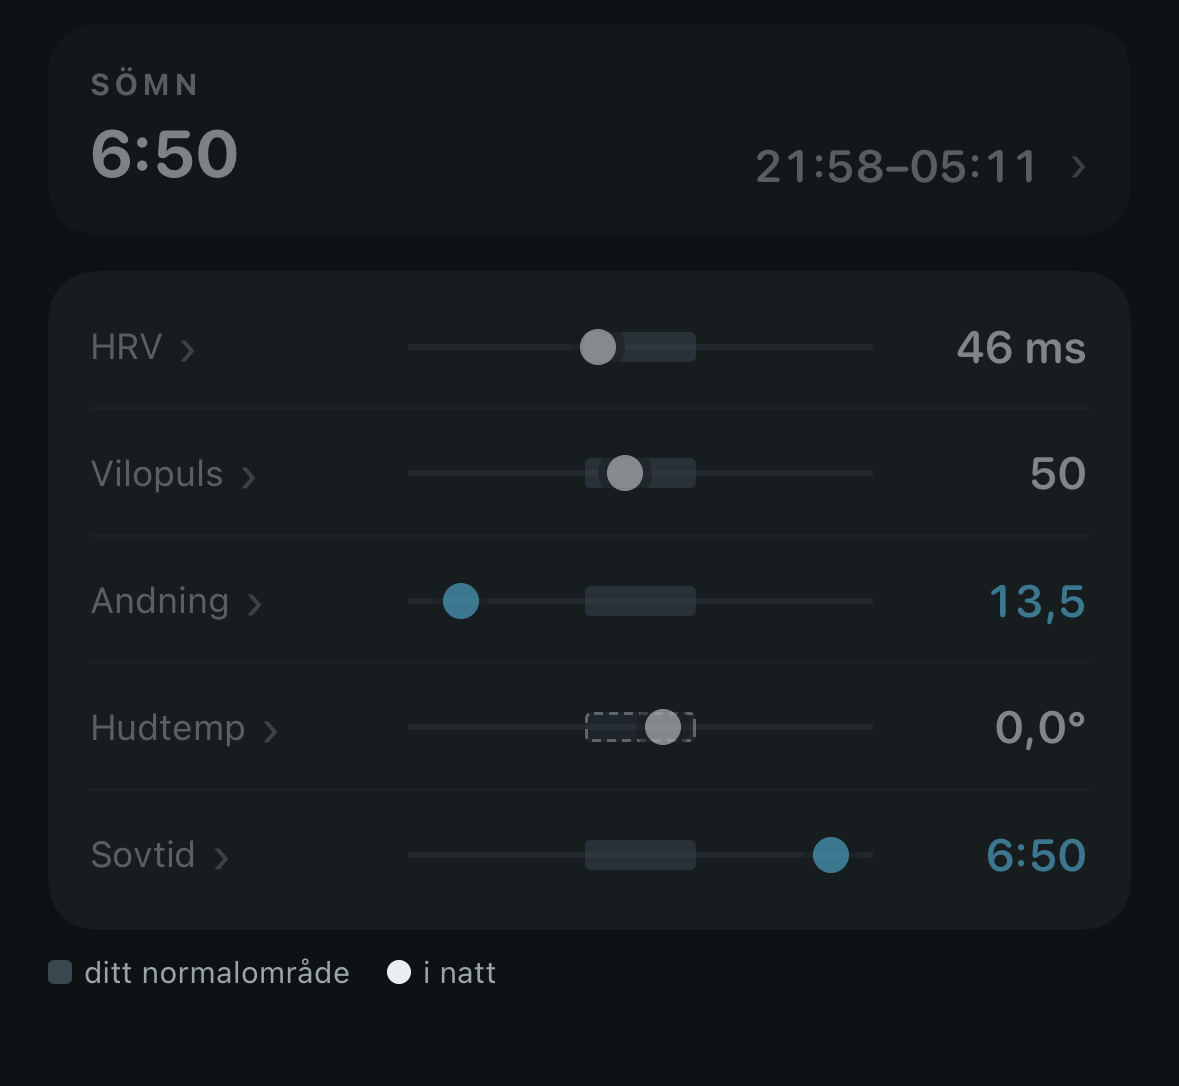 SÖMN
6:50
21:58–05:11 ›
HRV › 46 ms
Vilopuls › 50
Andning › 13,5
Hudtemp › 0,0°
Sovtid › 6:50
ditt normalområde i natt